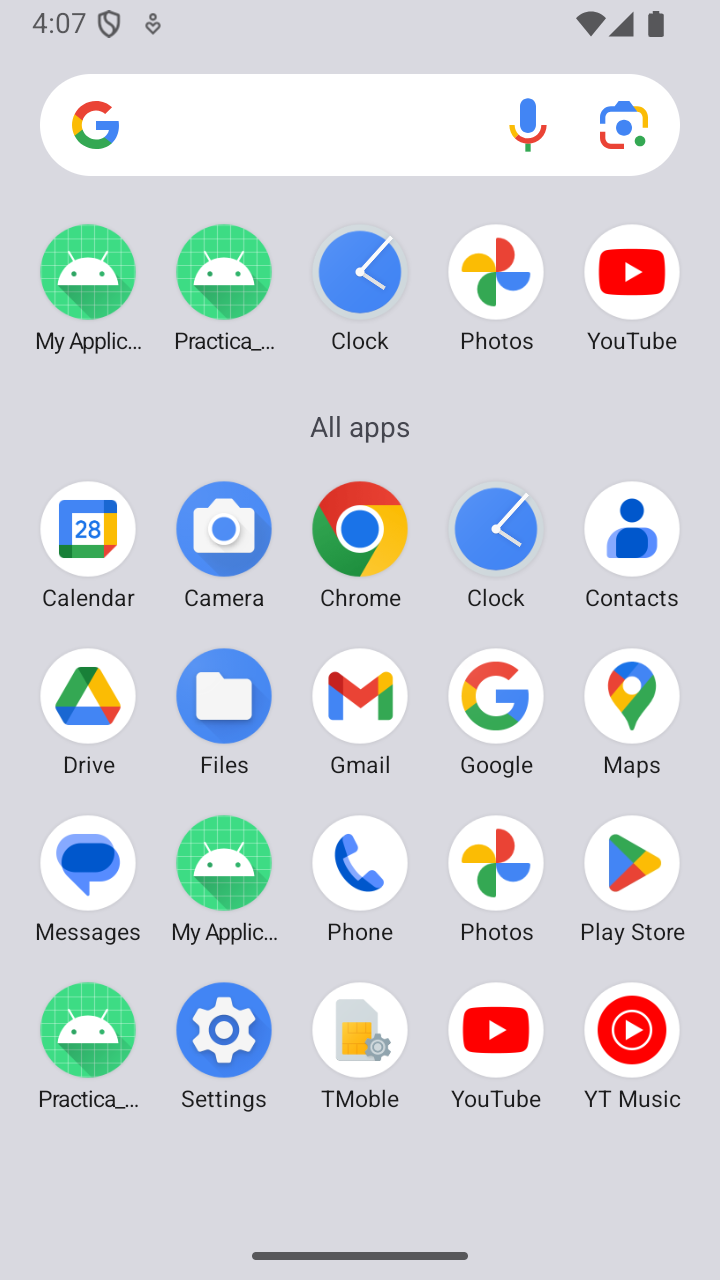 4:07
My Applic... Practica_... Clock Photos YouTube
All apps
28
Calendar Camera Chrome Clock Contacts
Drive Files Gmail Google Maps
Messages My Applic... Phone Photos Play Store
Practica_... Settings TMoble YouTube YT Music